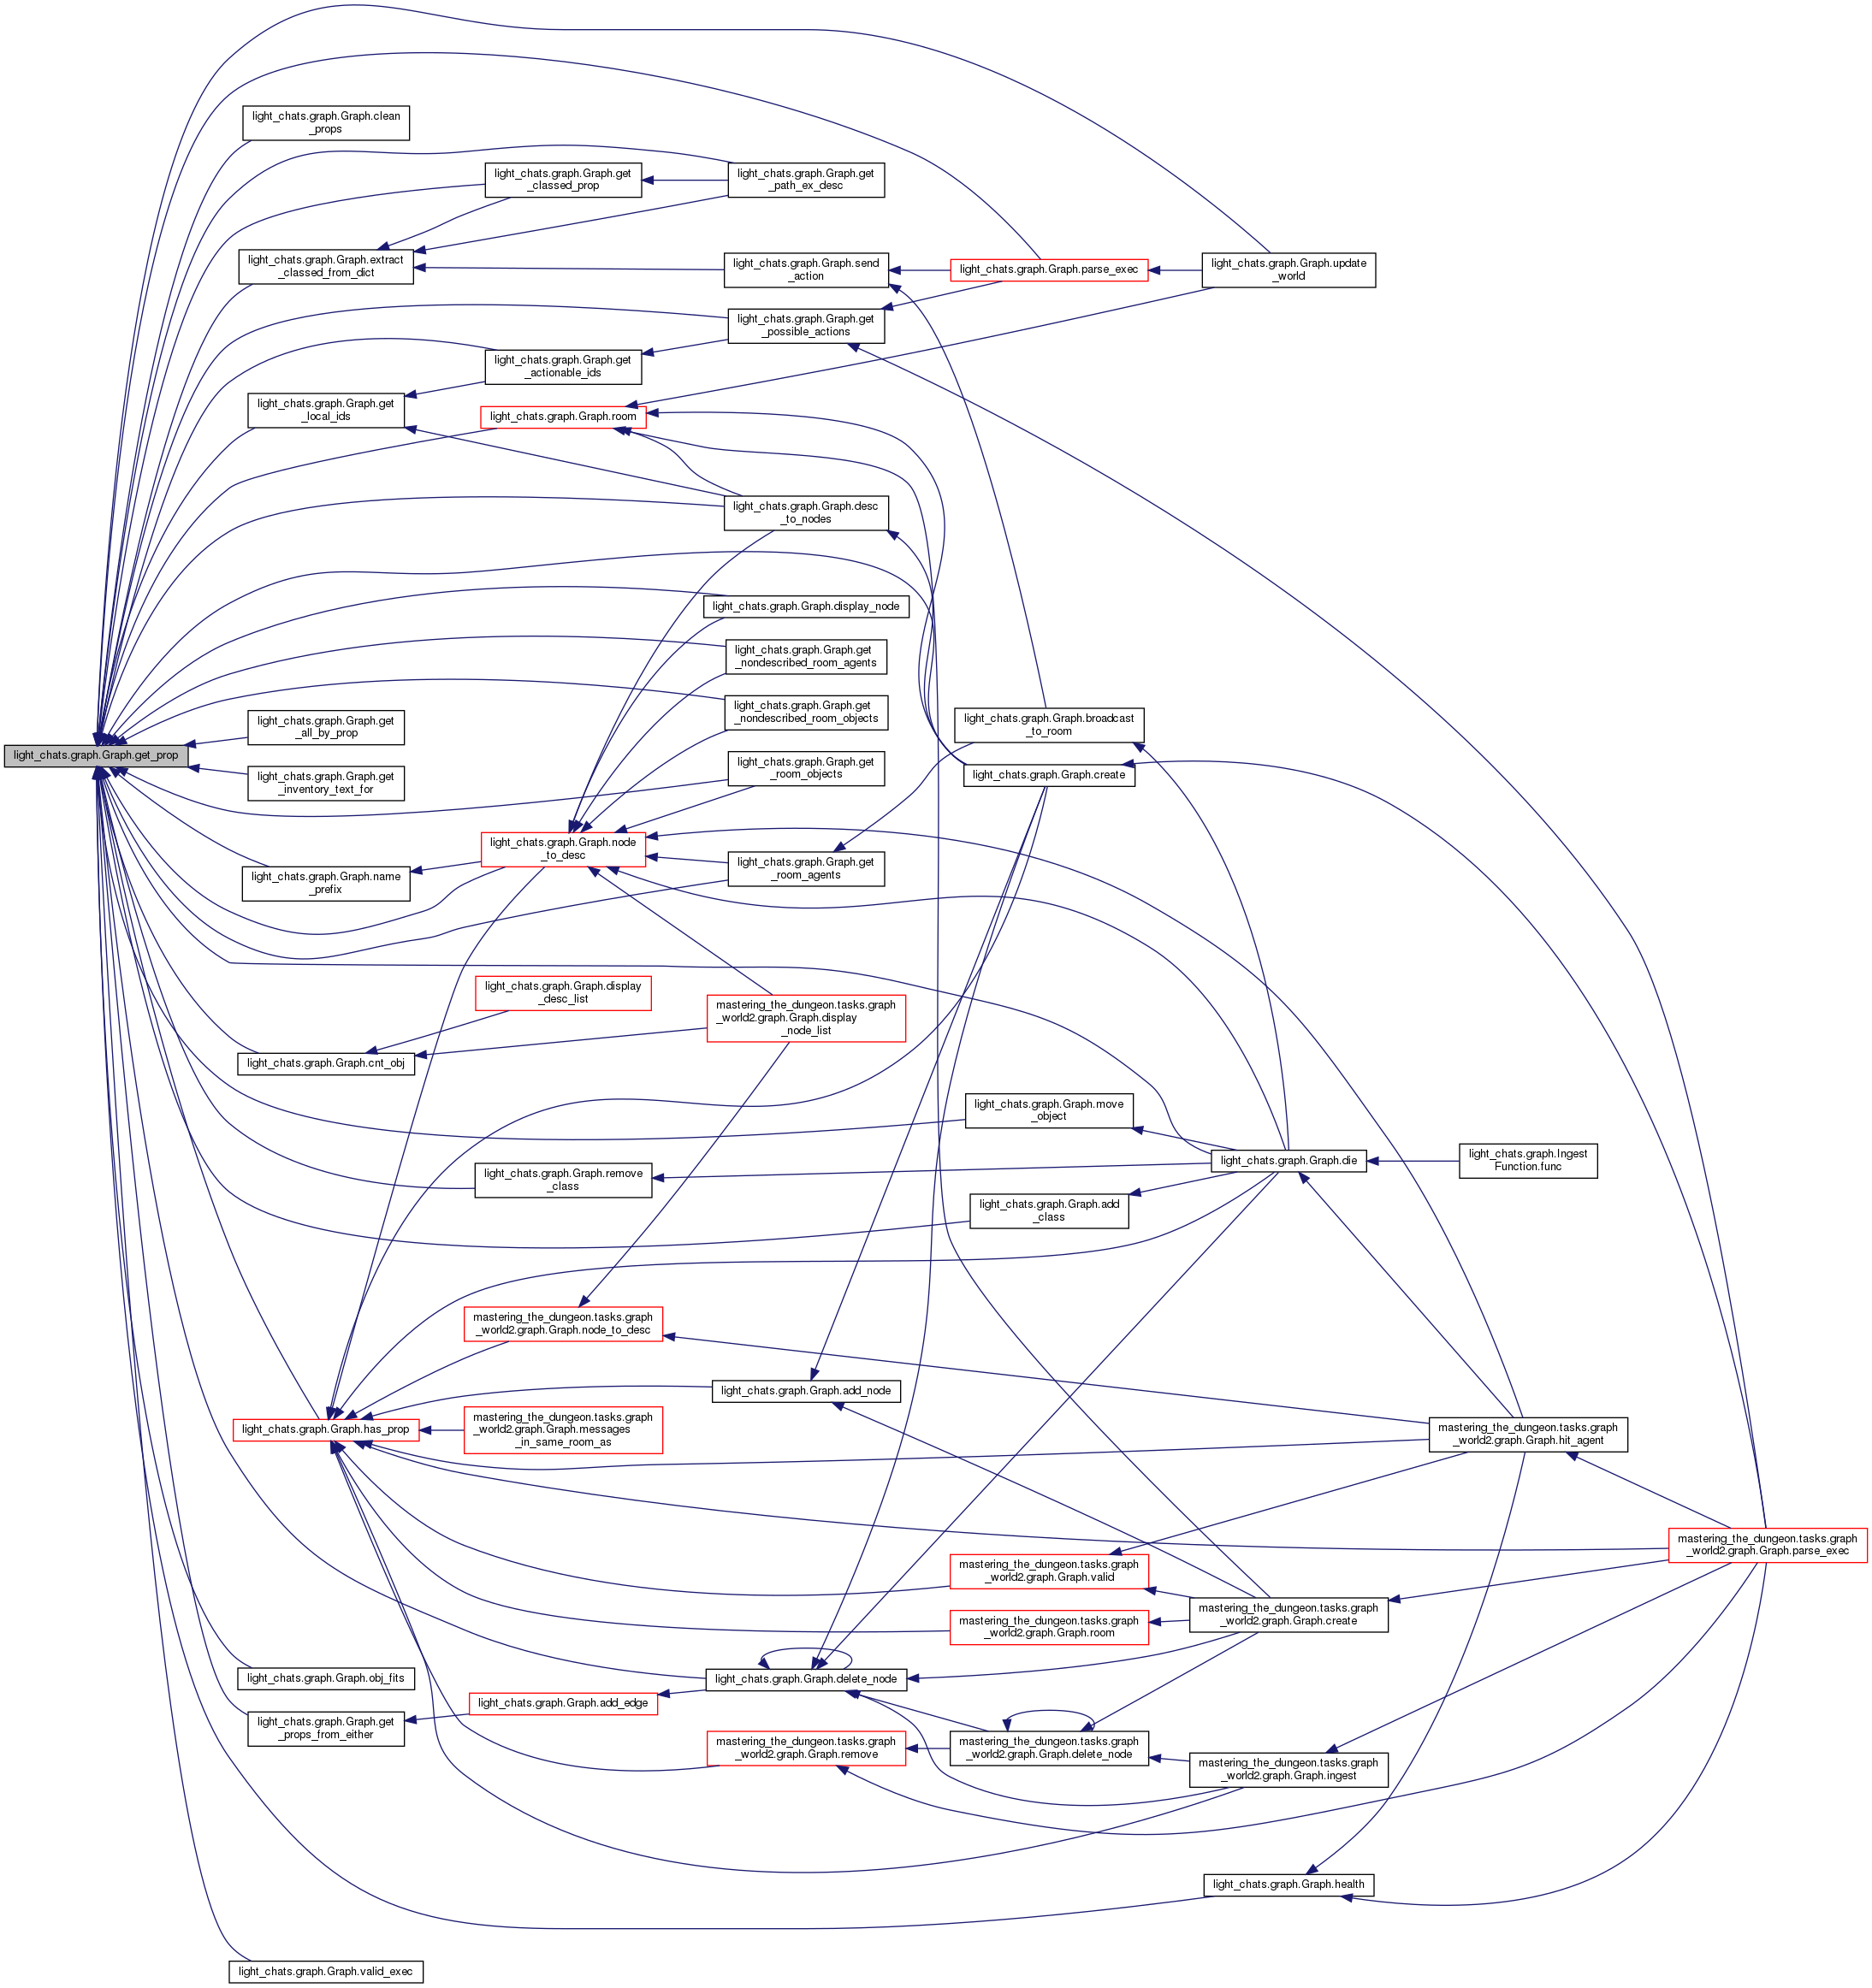 light_chats.graph.Graph.clean
_props
light_chats.graph.Graph.get
_classed_prop
light_chats.graph.Graph.get
_path_ex_desc
light_chats.graph.Graph.extract
_classed_from_dict
light_chats.graph.Graph.send
_action
light_chats.graph.Graph.parse_exec
light_chats.graph.Graph.update
_world
light_chats.graph.Graph.get
_possible_actions
light_chats.graph.Graph.get
_actionable_ids
light_chats.graph.Graph.get
_local_ids
light_chats.graph.Graph.room
light_chats.graph.Graph.desc
_to_nodes
light_chats.graph.Graph.display_node
light_chats.graph.Graph.get
_nondescribed_room_agents
light_chats.graph.Graph.get
_nondescribed_room_objects
light_chats.graph.Graph.get
_all_by_prop
light_chats.graph.Graph.broadcast
_to_room
light_chats.graph.Graph.get_prop
light_chats.graph.Graph.get
_inventory_text_for
light_chats.graph.Graph.get
_room_objects
light_chats.graph.Graph.create
light_chats.graph.Graph.node
_to_desc
light_chats.graph.Graph.name
_prefix
light_chats.graph.Graph.get
_room_agents
light_chats.graph.Graph.display
_desc_list
mastering_the_dungeon.tasks.graph
_world2.graph.Graph.display
_node_list
light_chats.graph.Graph.cnt_obj
light_chats.graph.Graph.move
_object
light_chats.graph.Graph.die
light_chats.graph.Ingest
Function.func
light_chats.graph.Graph.remove
_class
light_chats.graph.Graph.add
_class
mastering_the_dungeon.tasks.graph
_world2.graph.Graph.node_to_desc
light_chats.graph.Graph.add_node
light_chats.graph.Graph.has_prop
mastering_the_dungeon.tasks.graph
_world2.graph.Graph.messages
_in_same_room_as
mastering_the_dungeon.tasks.graph
_world2.graph.Graph.hit_agent
mastering_the_dungeon.tasks.graph
_world2.graph.Graph.parse_exec
mastering_the_dungeon.tasks.graph
_world2.graph.Graph.valid
mastering_the_dungeon.tasks.graph
_world2.graph.Graph.create
mastering_the_dungeon.tasks.graph
_world2.graph.Graph.room
light_chats.graph.Graph.obj_fits
light_chats.graph.Graph.delete_node
light_chats.graph.Graph.add_edge
light_chats.graph.Graph.get
_props_from_either
mastering_the_dungeon.tasks.graph
_world2.graph.Graph.remove
mastering_the_dungeon.tasks.graph
_world2.graph.Graph.delete_node
mastering_the_dungeon.tasks.graph
_world2.graph.Graph.ingest
light_chats.graph.Graph.health
light_chats.graph.Graph.valid_exec